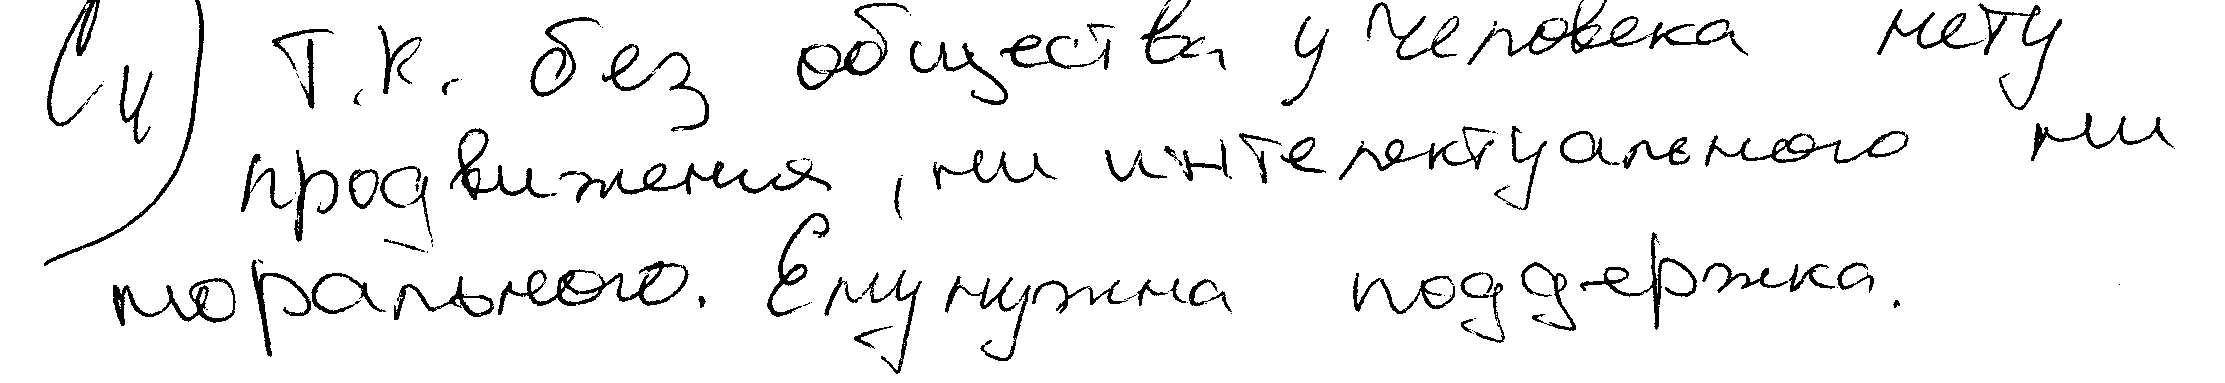 С4) Т.к. без общества у человека нету
продвижения, ни интелектуального ни
морального. Ему нужна поддержка.